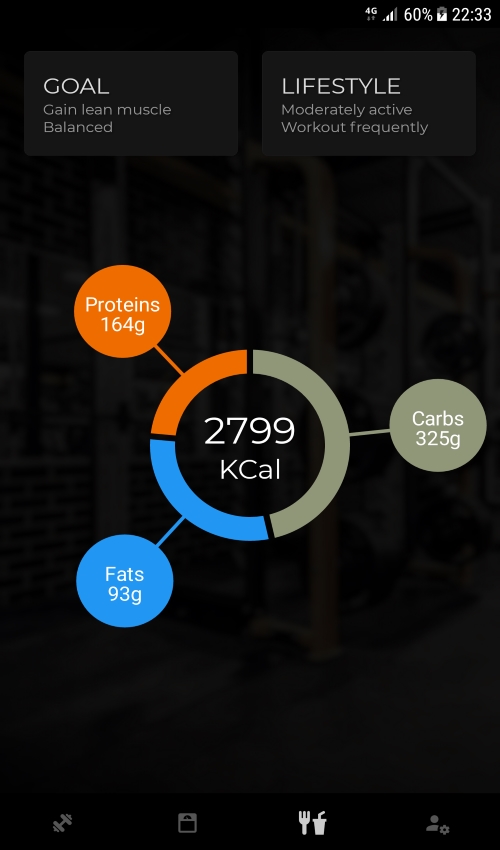 4G 60% 22:33
GOAL
Gain lean muscle
Balanced
LIFESTYLE
Moderately active
Workout frequently
Proteins
164g
Carbs
325g
2799
KCal
Fats
93g